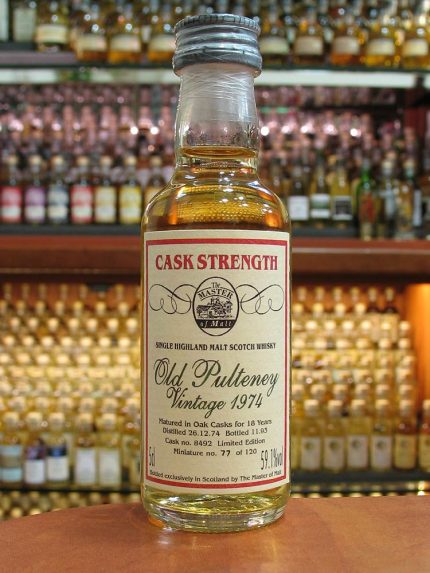 CASK STRENGTH
The
MASTER
of Malt
SINGLE HIGHLAND MALT SCOTCH WHISKY
Old Pulteney
Vintage 1974
Matured in Oak Casks for 18 Years
Distilled 26.12.74 Bottled 11.03
Cask no. 8492 Limited Edition
Miniature no. 77 of 120
5cl
59.1%vol
Bottled exclusively in Scotland by The Master of Malt